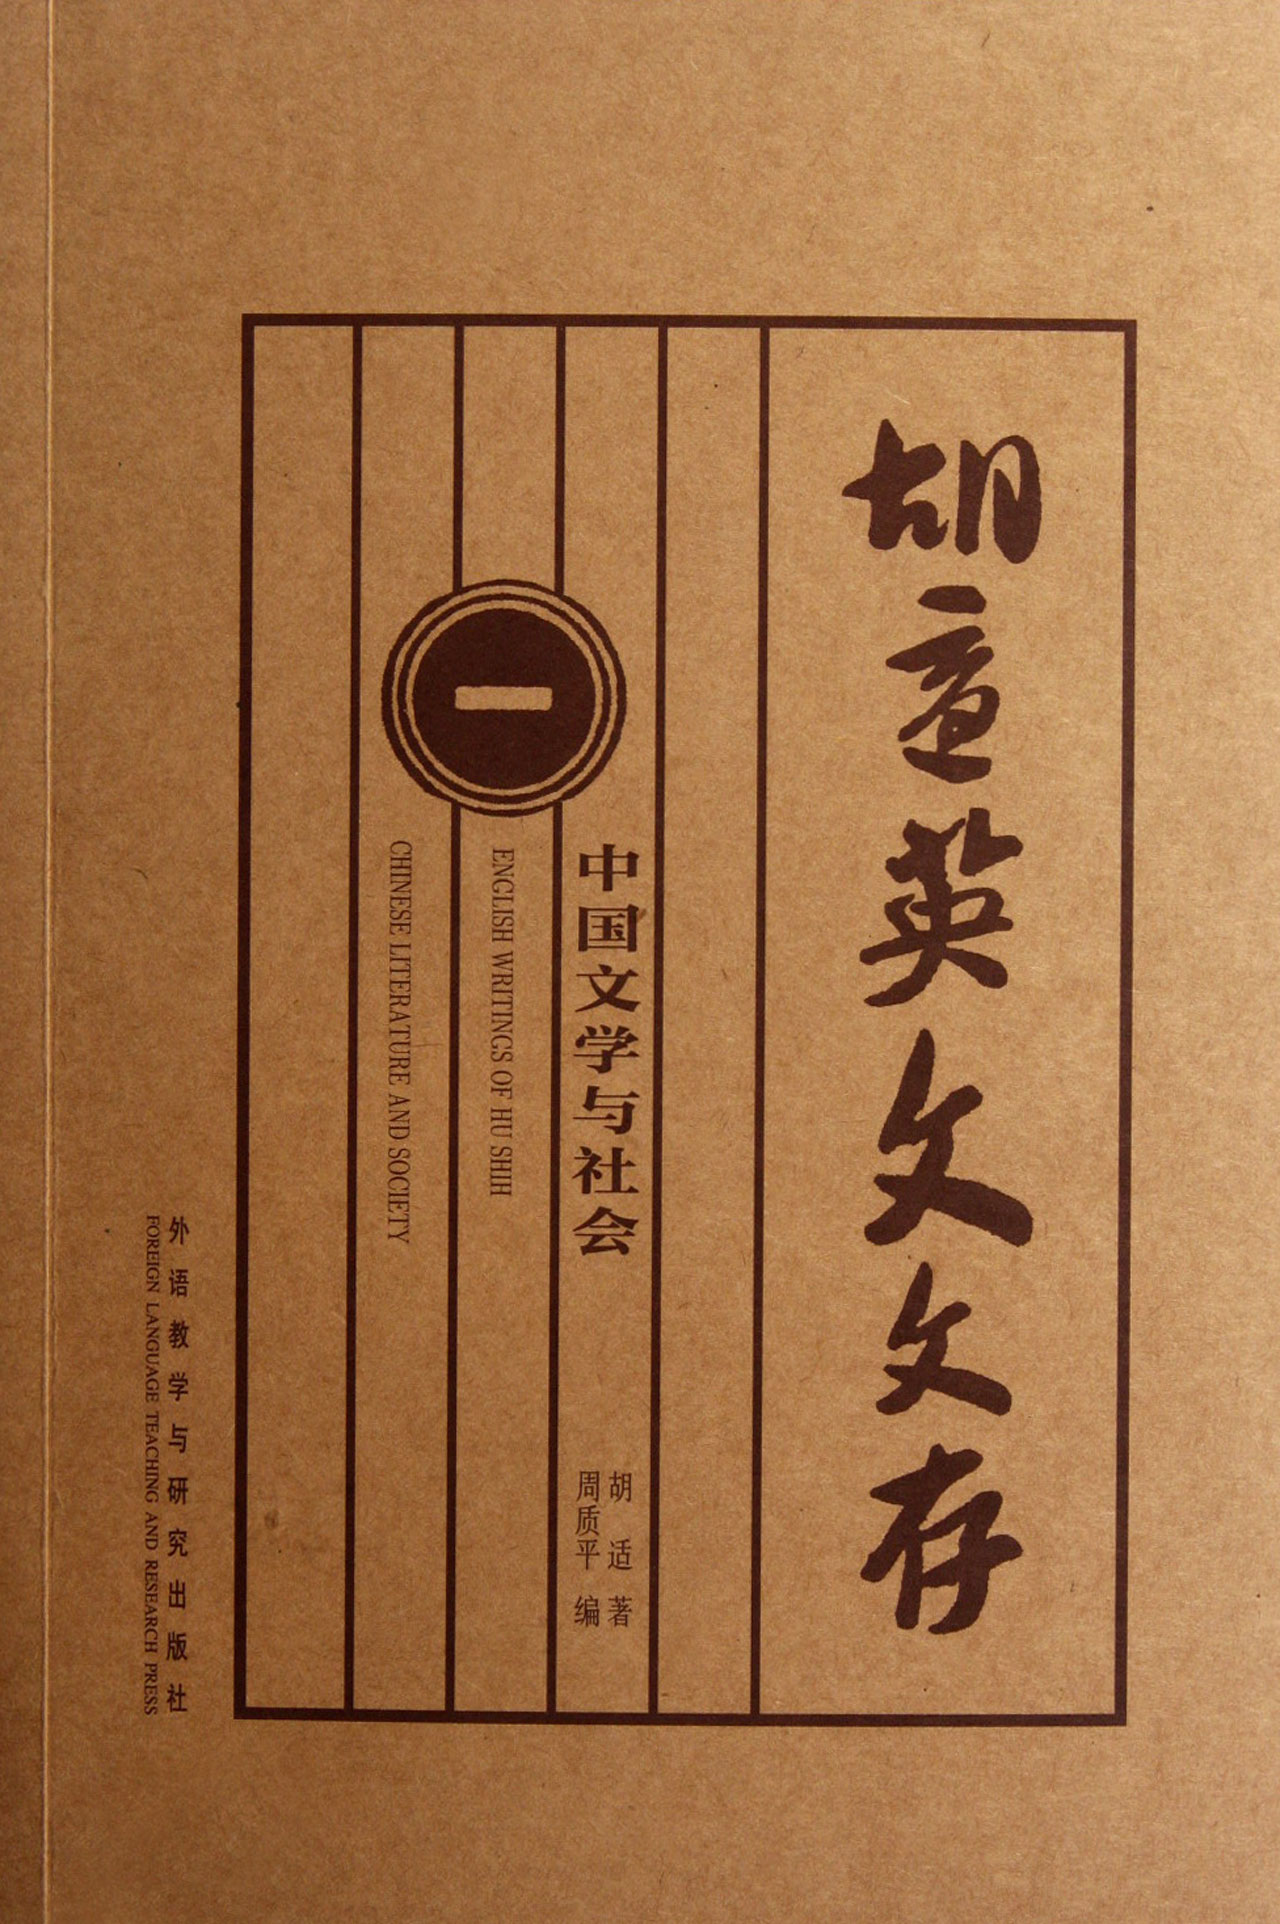 胡适英文文存
一
中国文学与社会
胡适 著
周质平 编
ENGLISH WRITINGS OF HU SHIH
CHINESE LITERATURE AND SOCIETY
外语教学与研究出版社
FOREIGN LANGUAGE TEACHING AND RESEARCH PRESS